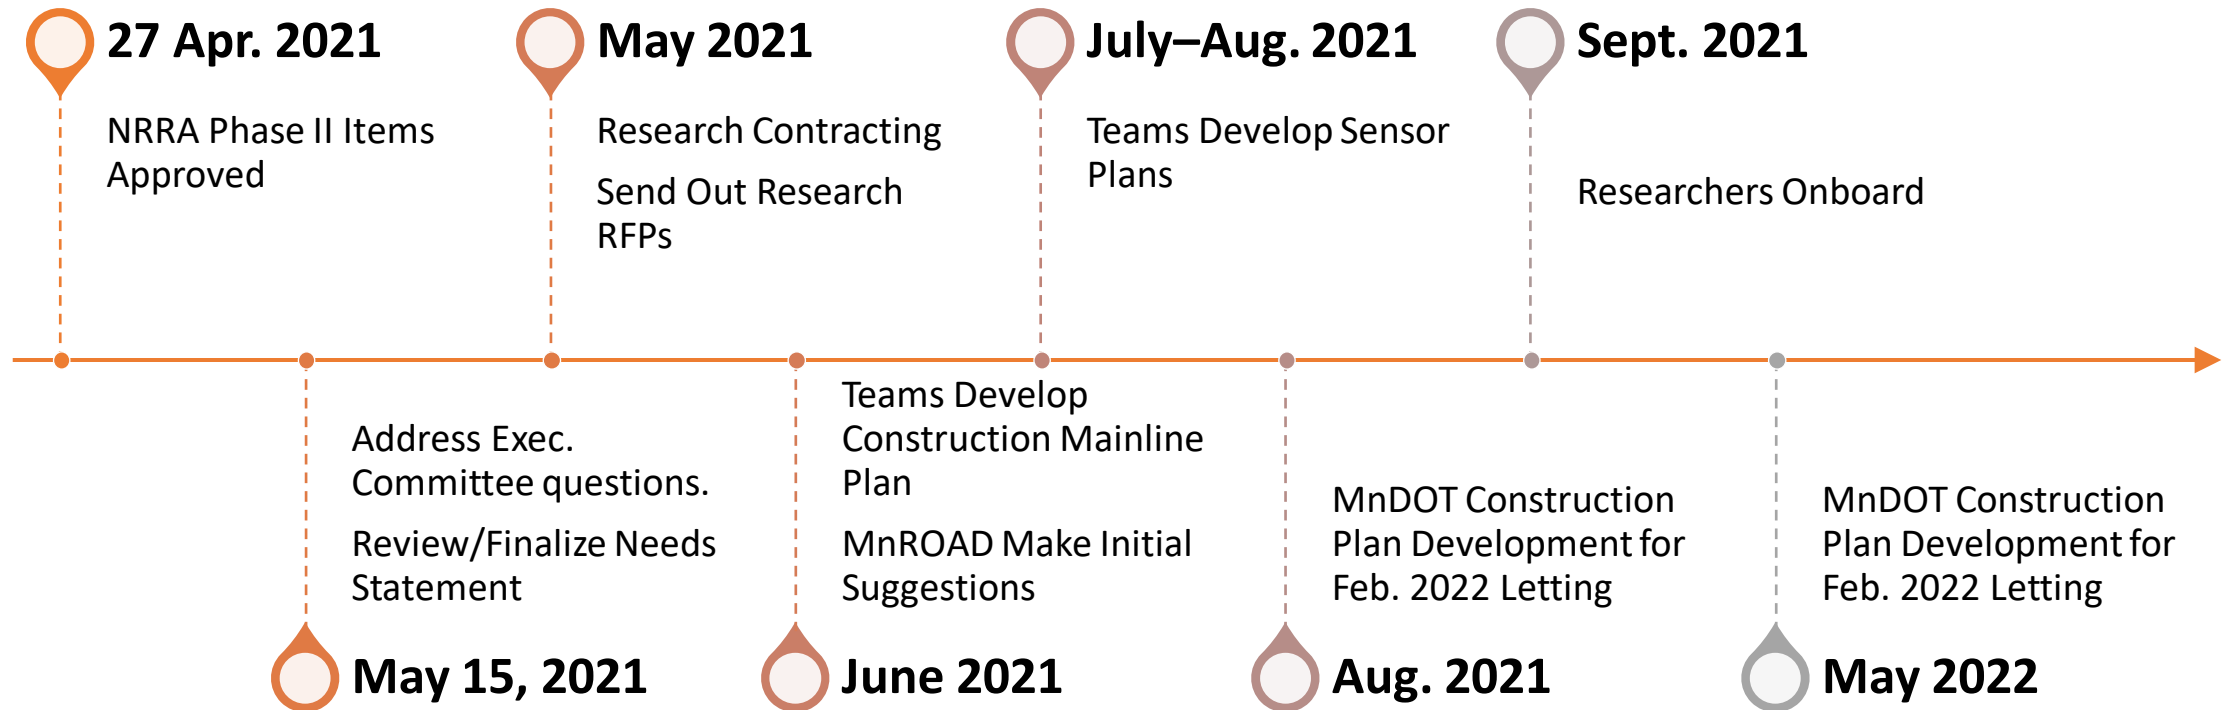 27 Apr. 2021
NRRA Phase II Items
Approved
May 2021
Research Contracting
Send Out Research
RFPs
July–Aug. 2021
Teams Develop Sensor
Plans
Sept. 2021
Researchers Onboard
Address Exec.
Committee questions.
Review/Finalize Needs
Statement
May 15, 2021
Teams Develop
Construction Mainline
Plan
MnROAD Make Initial
Suggestions
June 2021
MnDOT Construction
Plan Development for
Feb. 2022 Letting
Aug. 2021
MnDOT Construction
Plan Development for
Feb. 2022 Letting
May 2022